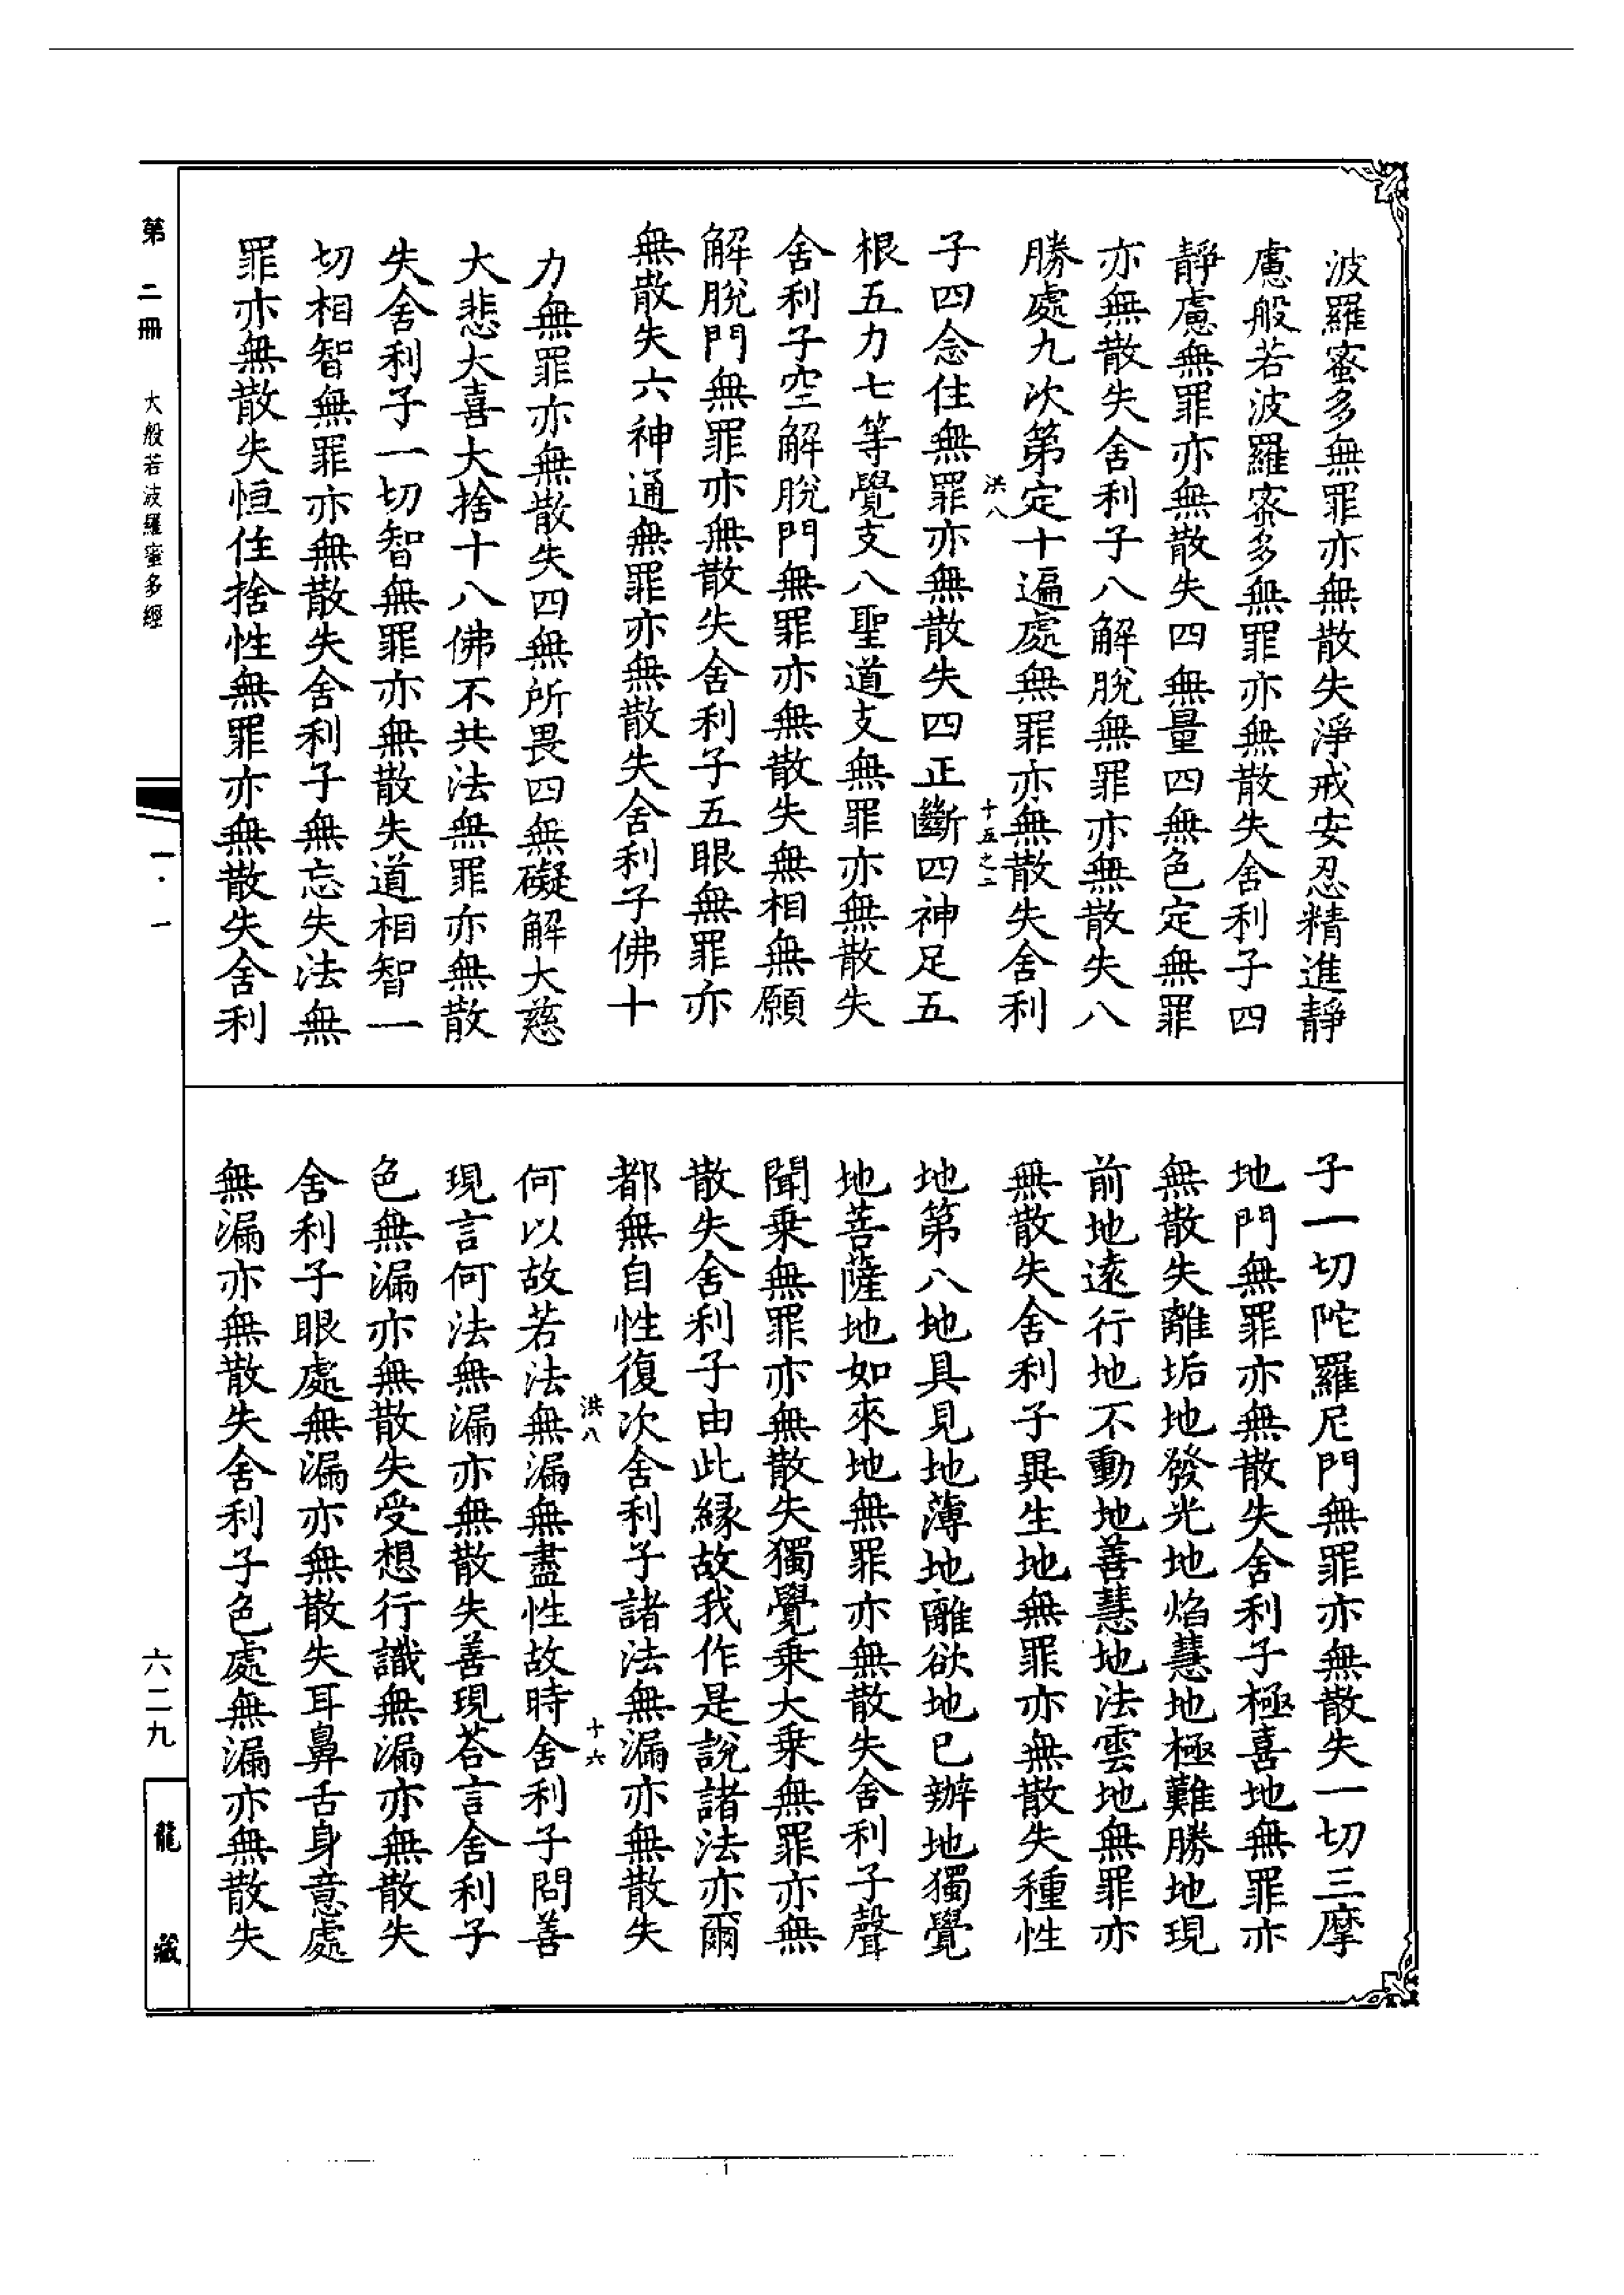 波羅蜜多無罪亦無散失淨戒安忍精進靜
慮般若波羅蜜多無罪亦無散失舍利子四
靜慮無罪亦無散失四無量四無色定無罪
亦無散失舍利子八解脫無罪亦無散失八
勝處九次第定十遍處無罪亦無散失舍利
洪八
十五之二
子四念住無罪亦無散失四正斷四神足五
根五力七等覺支八聖道支無罪亦無散失
舍利子空解脫門無罪亦無散失無相無願
解脫門無罪亦無散失舍利子五眼無罪亦
無散失六神通無罪亦無散失舍利子佛十
力無罪亦無散失四無所畏四無礙解大慈
大悲大喜大捨十八佛不共法無罪亦無散
失舍利子一切智無罪亦無散失道相智一
切相智無罪亦無散失舍利子無忘失法無
罪亦無散失恒住捨性無罪亦無散失舍利
子一切陀羅尼門無罪亦無散失一切三摩
地門無罪亦無散失舍利子極喜地無罪亦
無散失離垢地發光地焰慧地極難勝地現
前地遠行地不動地善慧地法雲地無罪亦
無散失舍利子異生地無罪亦無散失種性
地第八地具見地薄地離欲地已辦地獨覺
地菩薩地如來地無罪亦無散失舍利子聲
聞乗無罪亦無散失獨覺乗大乗無罪亦無
散失舍利子由此緣故我作是說諸法亦爾
都無自性復次舍利子諸法無漏亦無散失
洪八
十六
何以故若法無漏無盡性故時舍利子問善
現言何法無漏亦無散失善現荅言舍利子
色無漏亦無散失受想行識無漏亦無散失
舍利子眼處無漏亦無散失耳鼻舌身意處
無漏亦無散失舍利子色處無漏亦無散失
第二冊
大般若波羅蜜多經
一·一
六二九
龍藏
1